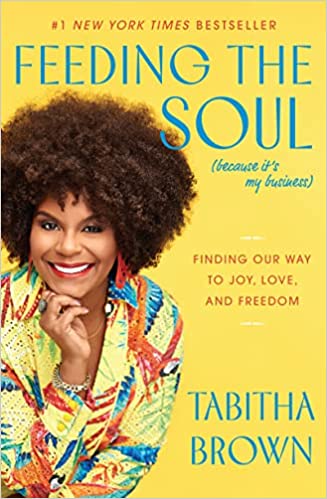 #1 NEW YORK TIMES BESTSELLER
FEEDING THE
SOUL
(because it's
my business)
FINDING OUR WAY
TO JOY, LOVE,
AND FREEDOM
TABITHA
BROWN